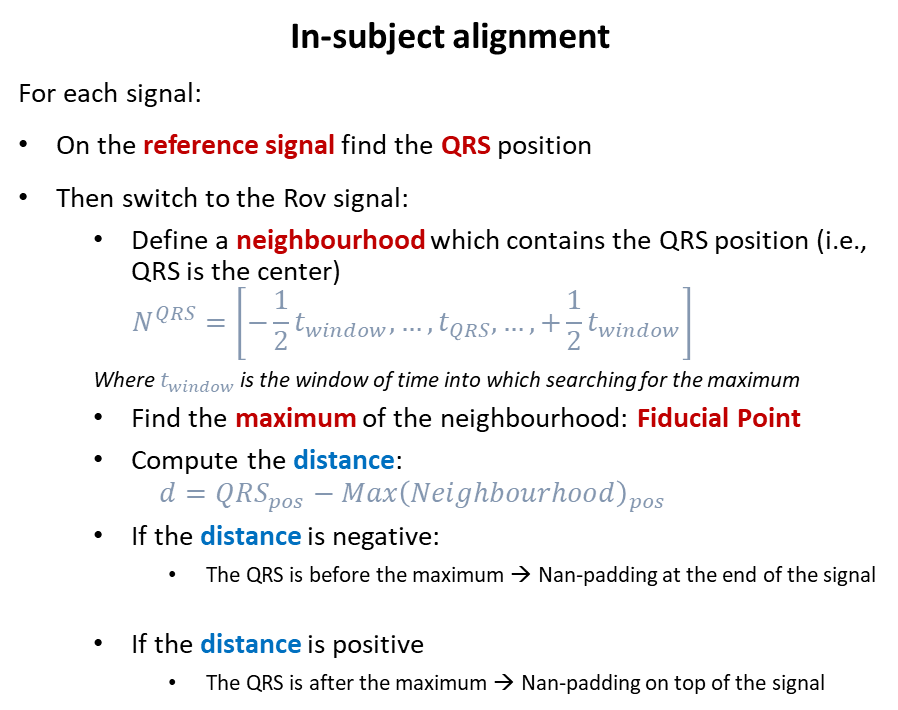 In-subject alignment
For each signal:
• On the reference signal find the QRS position
• Then switch to the Rov signal:
• Define a neighbourhood which contains the QRS position (i.e.,
QRS is the center)
N^{QRS} = [-\frac{1}{2} t_{window}, ..., t_{QRS}, ..., +\frac{1}{2} t_{window}]
Where t_{window} is the window of time into which searching for the maximum
• Find the maximum of the neighbourhood: Fiducial Point
• Compute the distance:
d = QRS_{pos} − Max(Neighbourhood)_{pos}
• If the distance is negative:
• The QRS is before the maximum → Nan-padding at the end of the signal
• If the distance is positive
• The QRS is after the maximum → Nan-padding on top of the signal